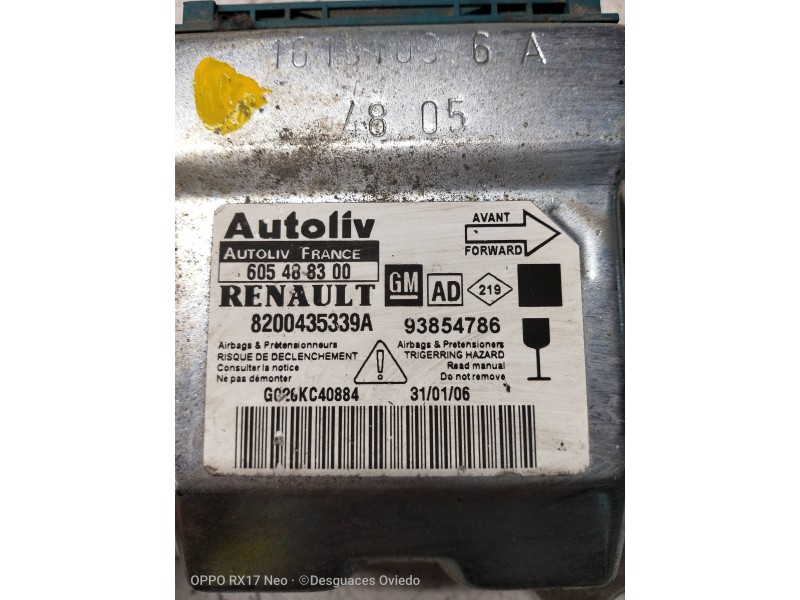 6 A
48 05
Autoliv
AUTOLIV FRANCE
605 48 83 00
RENAULT
GM
AD
219
AVANT
FORWARD
8200435339A
93854786
Airbags & Prétensionneurs
RISQUE DE DECLENCHEMENT
Consulter la notice
Ne pas démonter
!
Airbags & Pretensioners
TRIGERRING HAZARD
Read manual
Do not remove
G026KC40884
31/01/06
OPPO RX17 Neo · ©Desguaces Oviedo